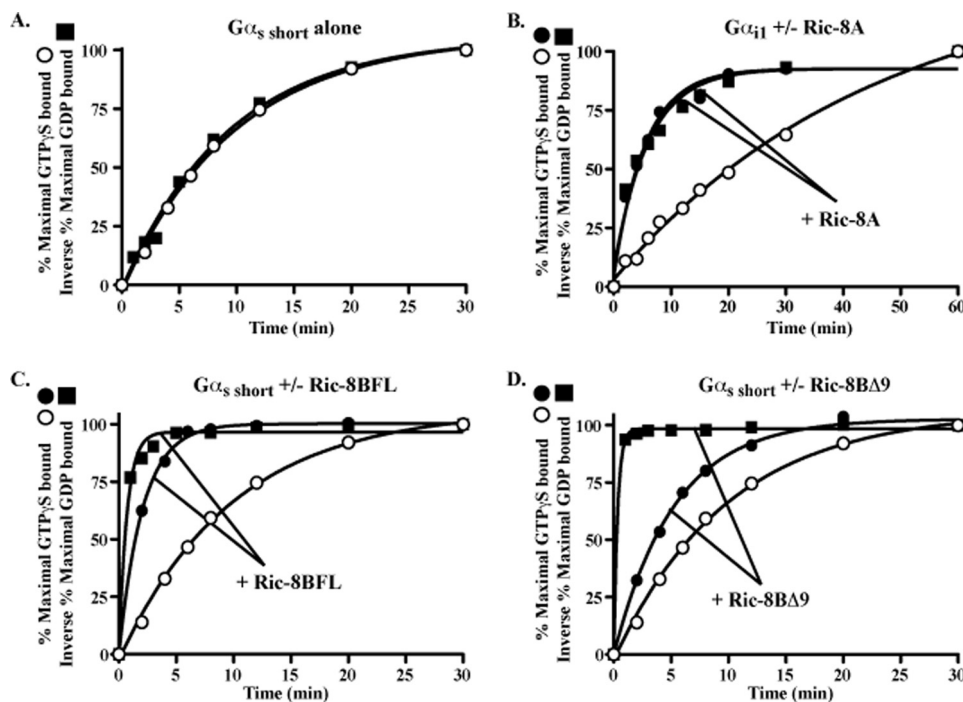 A.
Gαs short alone
% Maximal GTPγS bound
Inverse % Maximal GDP bound
100
75
50
25
0
0 5 10 15 20 25 30
Time (min)
B.
Gαi1 +/- Ric-8A
% Maximal GTPγS bound
Inverse % Maximal GDP bound
100
75
50
25
0
+ Ric-8A
0 10 20 30 40 50 60
Time (min)
C.
Gαs short +/- Ric-8BFL
% Maximal GTPγS bound
Inverse % Maximal GDP bound
100
75
50
25
0
+ Ric-8BFL
0 5 10 15 20 25 30
Time (min)
D.
Gαs short +/- Ric-8BΔ9
% Maximal GTPγS bound
Inverse % Maximal GDP bound
100
75
50
25
0
+ Ric-8BΔ9
0 5 10 15 20 25 30
Time (min)